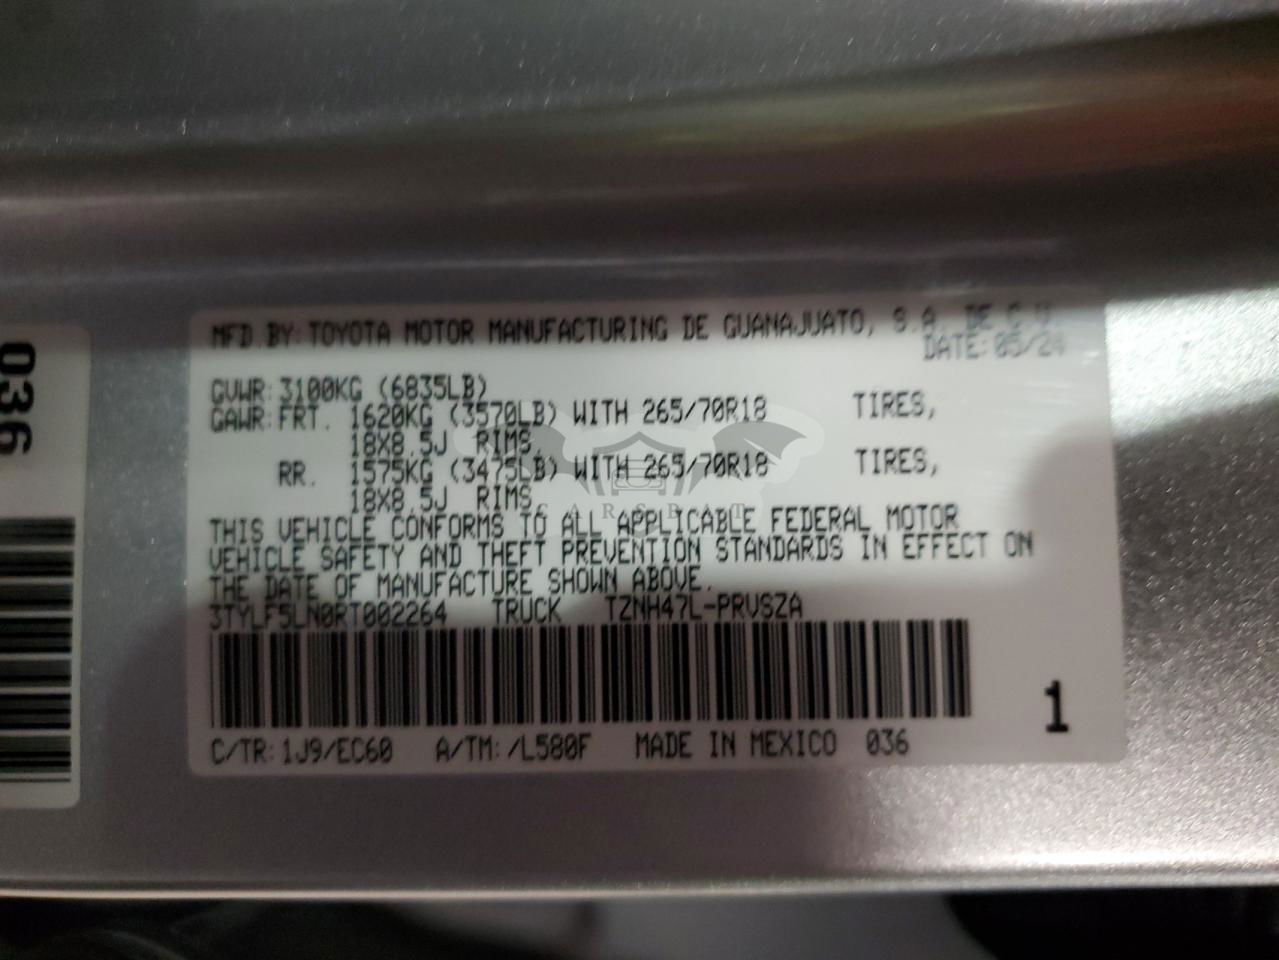 036
MFD.BY:TOYOTA MOTOR MANUFACTURING DE GUANAJUATO, S.A. DE C.V.
DATE:05/24
GVWR:3100KG (6835LB)
GAWR:FRT. 1620KG (3570LB) WITH 265/70R18 TIRES,
18X8.5J RIMS,
RR. 1575KG (3475LB) WITH 265/70R18 TIRES,
18X8.5J RIMS
CARSBAT
THIS VEHICLE CONFORMS TO ALL APPLICABLE FEDERAL MOTOR
VEHICLE SAFETY AND THEFT PREVENTION STANDARDS IN EFFECT ON
THE DATE OF MANUFACTURE SHOWN ABOVE.
3TYLF5LN0RT002264 TRUCK TZNH47L-PRVSZA
1
C/TR:1J9/EC60 A/TM:/L580F MADE IN MEXICO 036